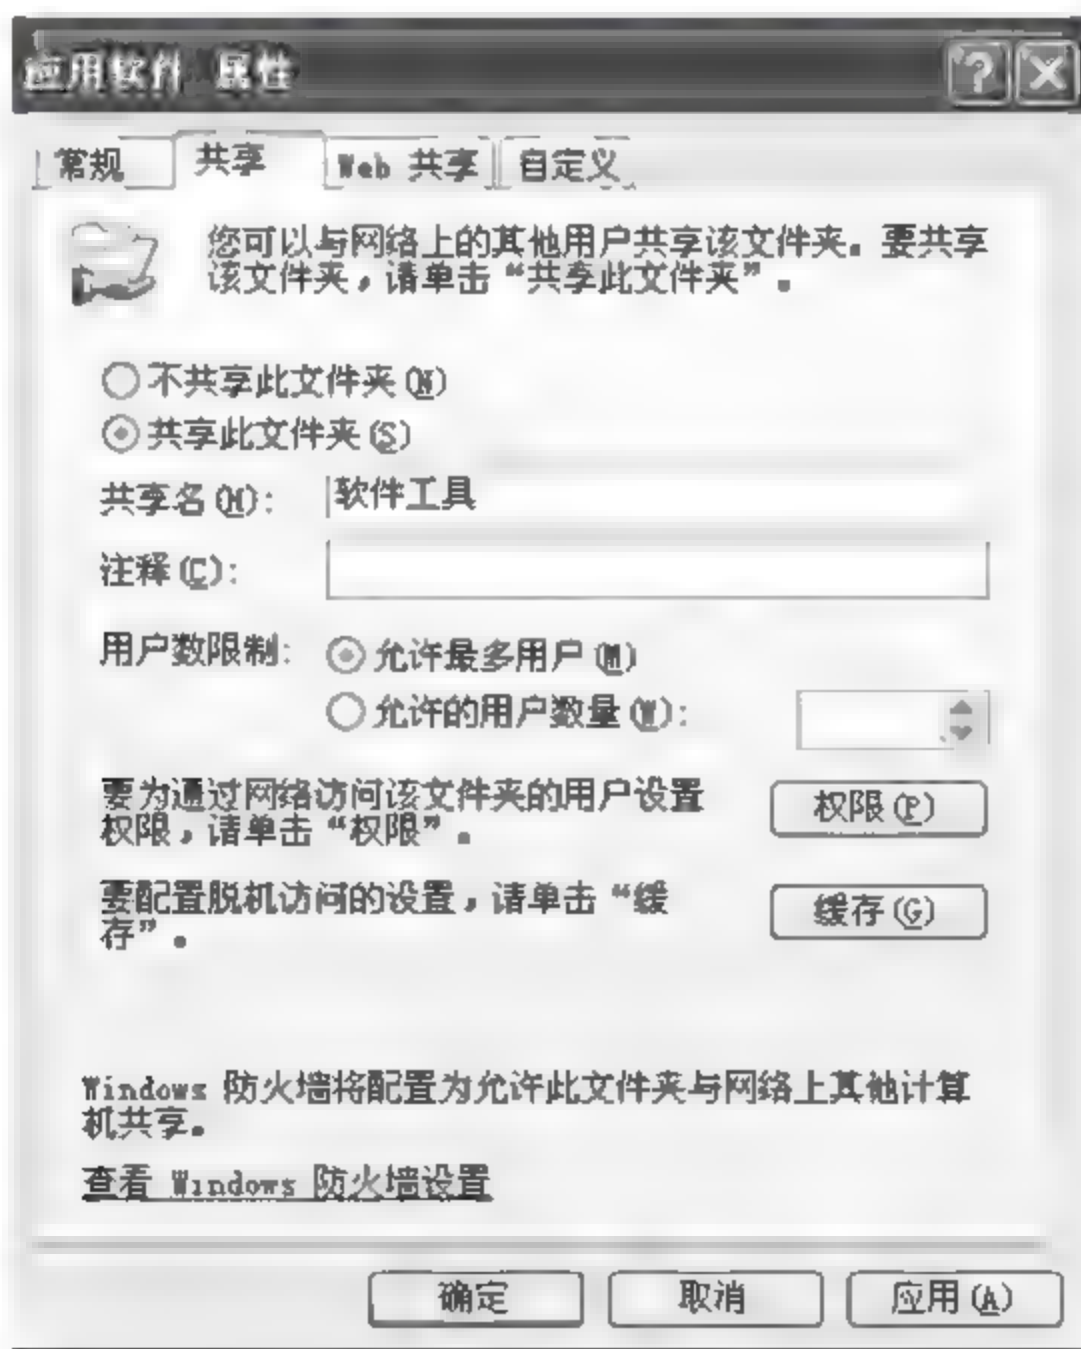 应用软件 属性
常规 共享 Web 共享 自定义
您可以与网络上的其他用户共享该文件夹。要共享
该文件夹，请单击“共享此文件夹”。
不共享此文件夹(N)
共享此文件夹(S)
共享名(H): 软件工具
注释(C):
用户数限制: 允许最多用户(M)
允许的用户数量(W):
要为通过网络访问该文件夹的用户设置
权限，请单击“权限”。
权限(P)
要配置脱机访问的设置，请单击“缓
存”。
缓存(G)
Windows 防火墙将配置为允许此文件夹与网络上其他计算
机共享。
查看 Windows 防火墙设置
确定 取消 应用(A)